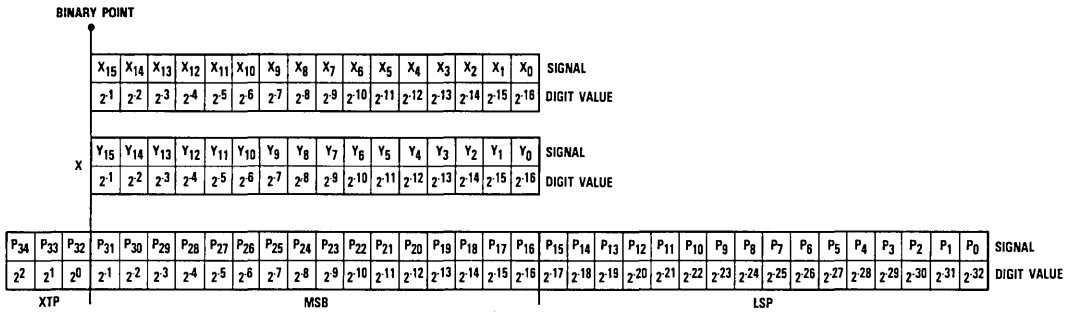 BINARY POINT
X15 X14 X13 X12 X11 X10 X9 X8 X7 X6 X5 X4 X3 X2 X1 X0 SIGNAL
2-1 2-2 2-3 2-4 2-5 2-6 2-7 2-8 2-9 2-10 2-11 2-12 2-13 2-14 2-15 2-16 DIGIT VALUE
X Y15 Y14 Y13 Y12 Y11 Y10 Y9 Y8 Y7 Y6 Y5 Y4 Y3 Y2 Y1 Y0 SIGNAL
2-1 2-2 2-3 2-4 2-5 2-6 2-7 2-8 2-9 2-10 2-11 2-12 2-13 2-14 2-15 2-16 DIGIT VALUE
P34 P33 P32 P31 P30 P29 P28 P27 P26 P25 P24 P23 P22 P21 P20 P19 P18 P17 P16 P15 P14 P13 P12 P11 P10 P9 P8 P7 P6 P5 P4 P3 P2 P1 P0 SIGNAL
22 21 20 2-1 2-2 2-3 2-4 2-5 2-6 2-7 2-8 2-9 2-10 2-11 2-12 2-13 2-14 2-15 2-16 2-17 2-18 2-19 2-20 2-21 2-22 2-23 2-24 2-25 2-26 2-27 2-28 2-29 2-30 2-31 2-32 DIGIT VALUE
XTP MSB LSP